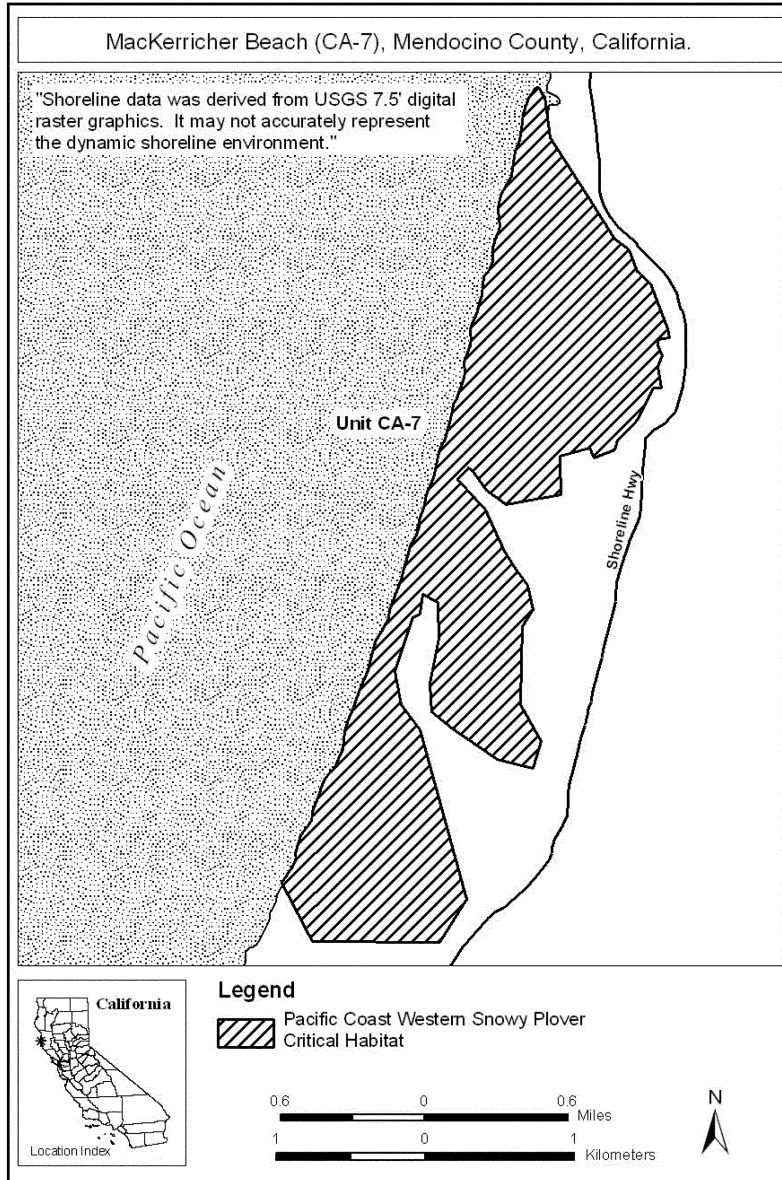 MacKerricher Beach (CA-7), Mendocino County, California.
"Shoreline data was derived from USGS 7.5' digital
raster graphics. It may not accurately represent
the dynamic shoreline environment."
Unit CA-7
Pacific Ocean
Shoreline Hwy
California
Location Index
Legend
Pacific Coast Western Snowy Plover
Critical Habitat
0.6 0 0.6
Miles
1 0 1
Kilometers
N